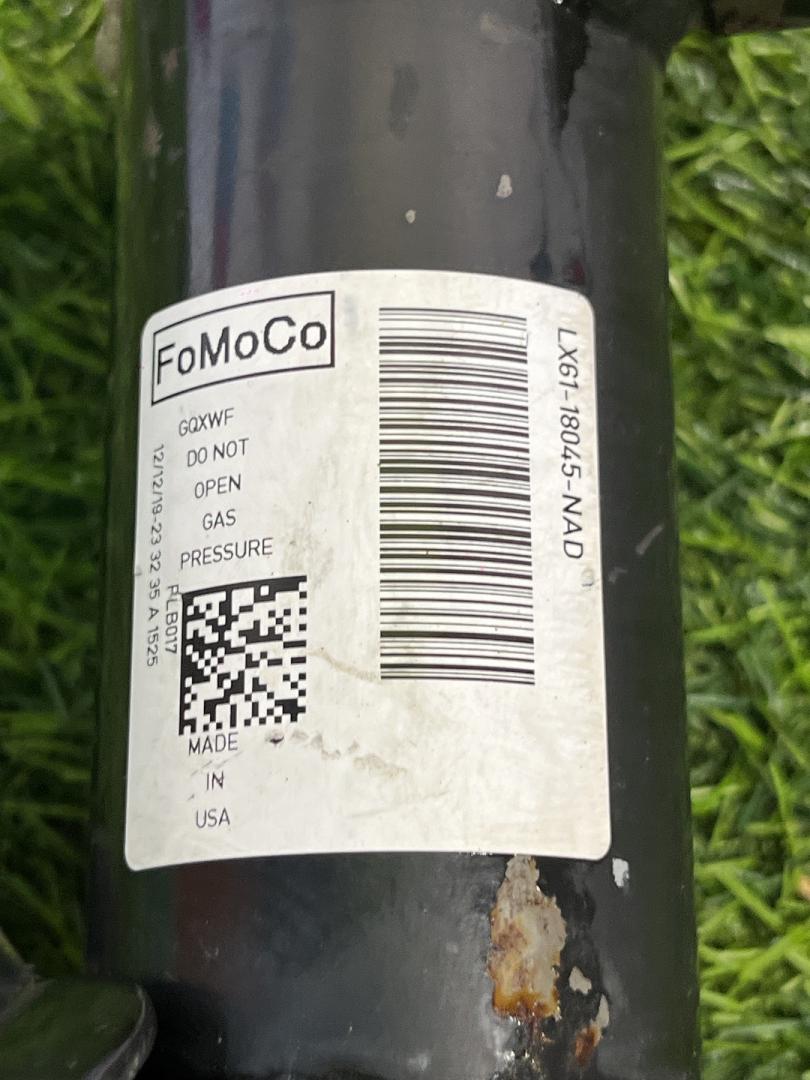 FoMoCo
GQXWF
DO NOT
OPEN
GAS
PRESSURE
12/12/19-23 32 35 A 1525
PLB017
MADE
IN
USA
LX61-18045-NAD